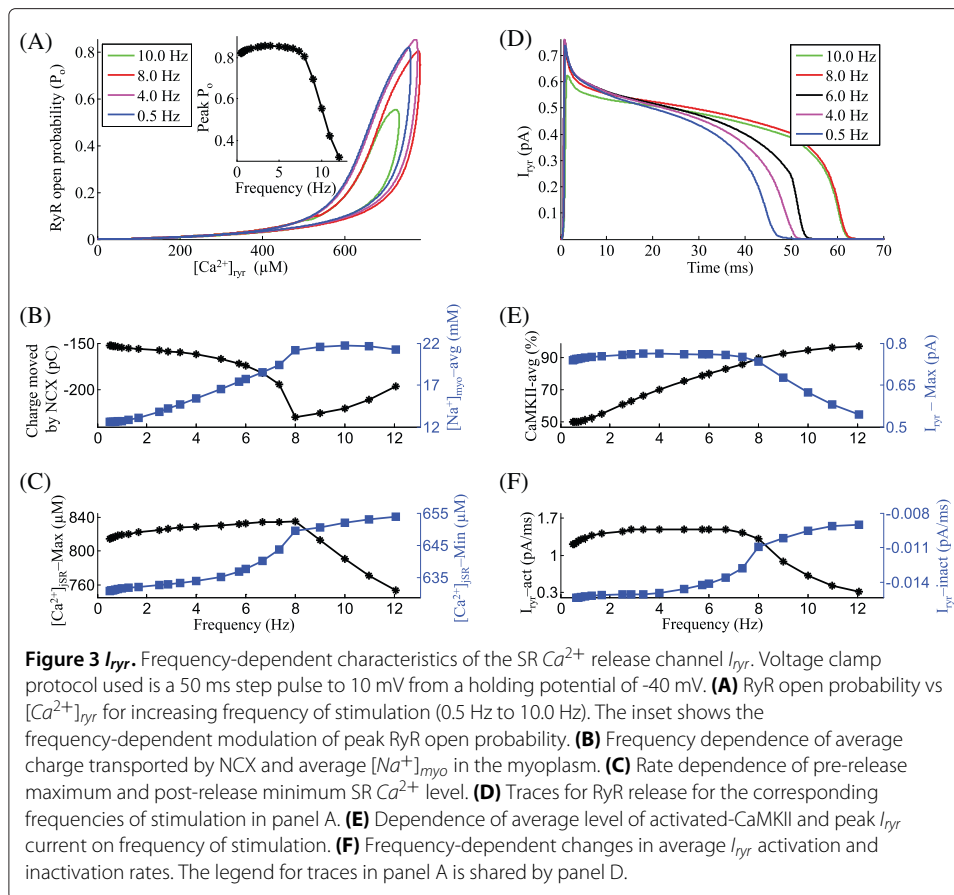 (A)
10.0 Hz
8.0 Hz
4.0 Hz
0.5 Hz
RyR open probability (Pₒ)
0.8
0.6
0.4
0.2
0
0 200 400 600
[Ca²⁺]ryr (μM)
Peak Pₒ
0.8
0.6
0.4
0 5 10
Frequency (Hz)
(D)
10.0 Hz
8.0 Hz
6.0 Hz
4.0 Hz
0.5 Hz
Iryr (pA)
0.7
0.6
0.5
0.4
0.3
0.2
0.1
0 10 20 30 40 50 60 70
Time (ms)
(B)
Charge moved
by NCX (pC)
-150
-200
0 2 4 6 8 10 12
22
17
12
[Na⁺]myo–avg (mM)
(E)
CaMKII-avg (%)
90
70
50
0 2 4 6 8 10 12
0.8
0.65
0.5
Iryr – Max (pA)
(C)
[Ca²⁺]jSR–Max (μM)
840
800
760
0 2 4 6 8 10 12
Frequency (Hz)
655
645
635
[Ca²⁺]jSR–Min (μM)
(F)
Iryr–act (pA/ms)
1.7
1
0.3
0 2 4 6 8 10 12
Frequency (Hz)
-0.008
-0.011
-0.014
Iryr–inact (pA/ms)
Figure 3 Iryr. Frequency-dependent characteristics of the SR Ca²⁺ release channel Iryr. Voltage clamp
protocol used is a 50 ms step pulse to 10 mV from a holding potential of -40 mV. (A) RyR open probability vs
[Ca²⁺]ryr for increasing frequency of stimulation (0.5 Hz to 10.0 Hz). The inset shows the
frequency-dependent modulation of peak RyR open probability. (B) Frequency dependence of average
charge transported by NCX and average [Na⁺]myo in the myoplasm. (C) Rate dependence of pre-release
maximum and post-release minimum SR Ca²⁺ level. (D) Traces for RyR release for the corresponding
frequencies of stimulation in panel A. (E) Dependence of average level of activated-CaMKII and peak Iryr
current on frequency of stimulation. (F) Frequency-dependent changes in average Iryr activation and
inactivation rates. The legend for traces in panel A is shared by panel D.